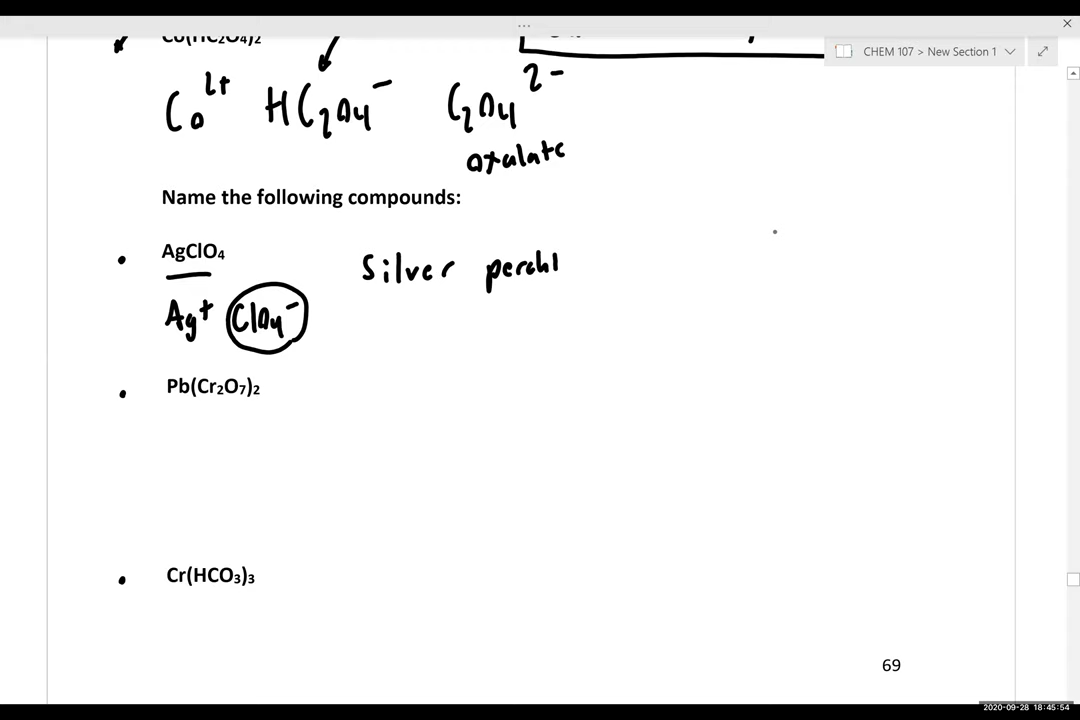 CHEM 107 > New Section 1
Co(HC₂O₄)₂
Co²⁺ HC₂O₄⁻ C₂O₄²⁻
oxalate
Name the following compounds:
• AgClO₄
Silver perchl
Ag⁺ ClO₄⁻
• Pb(Cr₂O₇)₂
• Cr(HCO₃)₃
69
2020-09-28 18:45:54